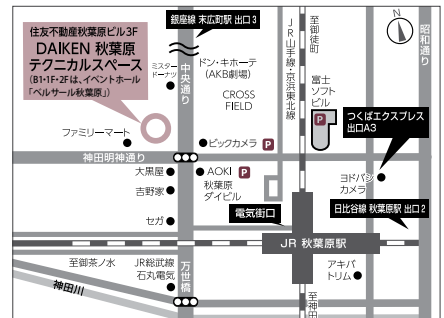 住友不動産秋葉原ビル3F
DAIKEN 秋葉原
テクニカルスペース
（B1･1F･2Fは、イベントホール
「ベルサール秋葉原」）
銀座線 末広町駅 出口3
ミスター
ドーナツ
中央通り
ドン・キホーテ
（AKB劇場）
CROSS
FIELD
JR山手線・京浜東北線
至御徒町
富士
ソフト
ビル
P
昭和通り
N
つくばエクスプレス
出口A3
ファミリーマート
ビックカメラ P
神田明神通り
大黒屋
AOKI P
吉野家
秋葉原
ダイビル
ヨドバシ
カメラ
セガ
電気街口
日比谷線 秋葉原駅 出口2
JR 秋葉原駅
至御茶ノ水
JR総武線
石丸電気
万世橋
アキバ
トリム
神田川
至神田